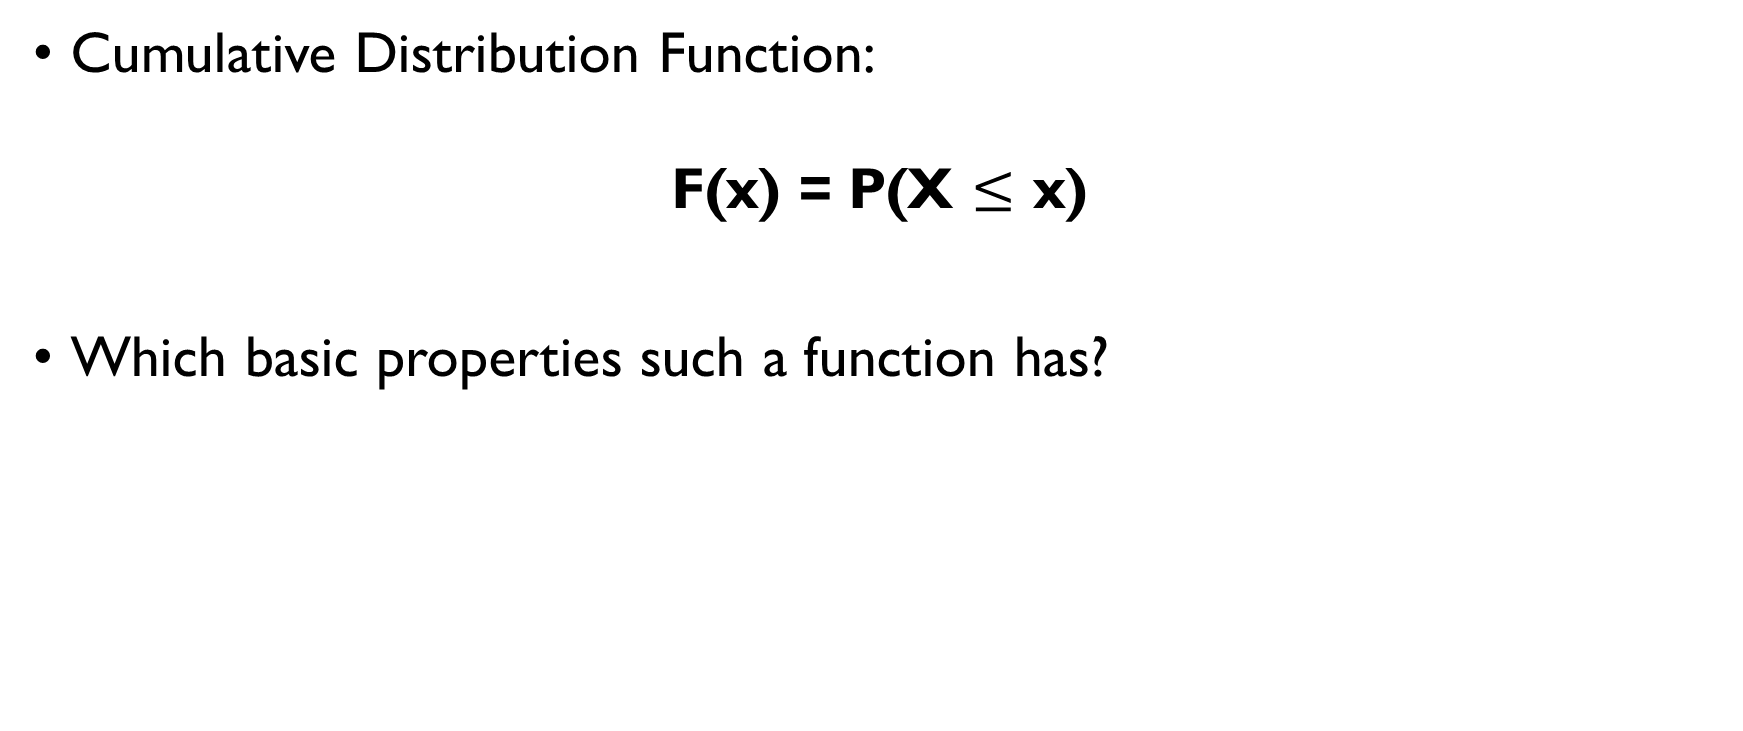 • Cumulative Distribution Function:
F(x) = P(X ≤ x)
• Which basic properties such a function has?